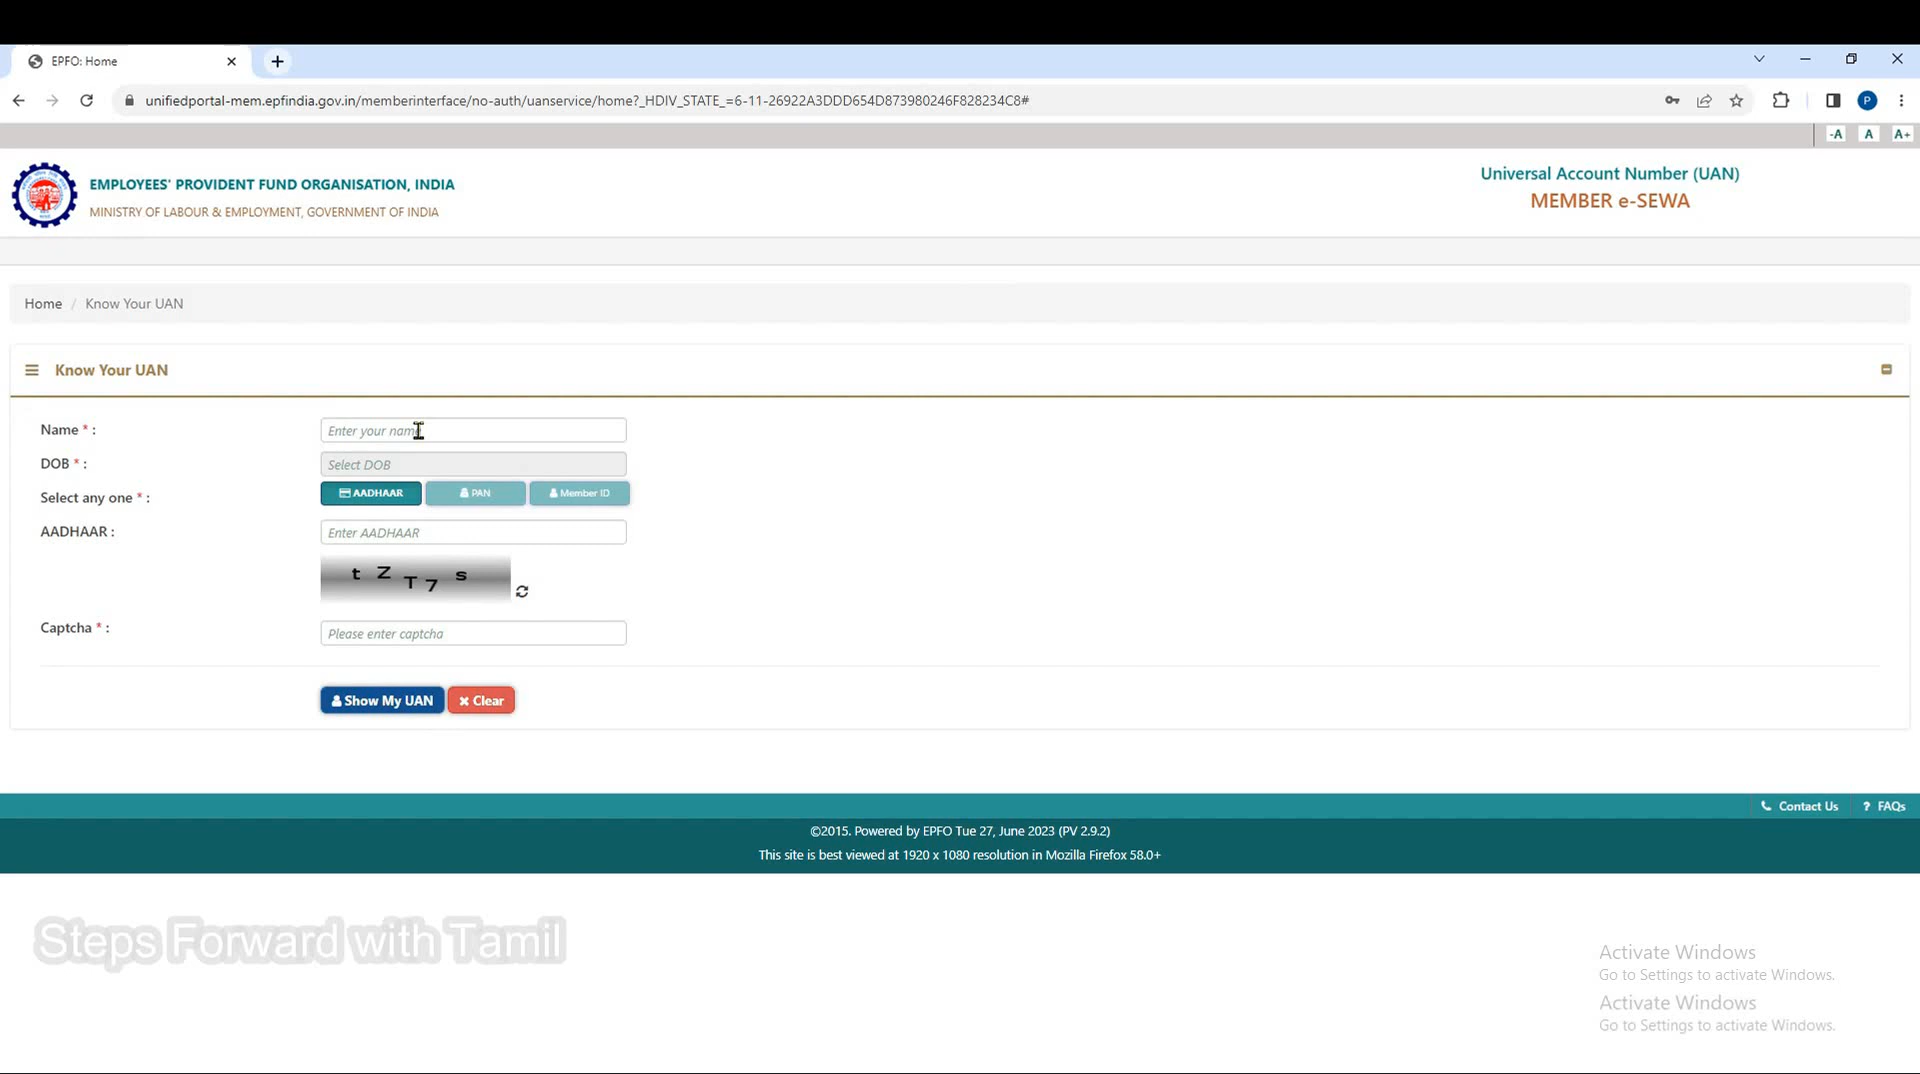 EPFO: Home
unifiedportal-mem.epfindia.gov.in/memberinterface/no-auth/uanservice/home?_HDIV_STATE_=6-11-26922A3DDD654D873980246F828234C8#
P
-A A A+
EMPLOYEES' PROVIDENT FUND ORGANISATION, INDIA
MINISTRY OF LABOUR & EMPLOYMENT, GOVERNMENT OF INDIA
Universal Account Number (UAN)
MEMBER e-SEWA
Home / Know Your UAN
Know Your UAN
Name * : Enter your name
DOB * : Select DOB
Select any one * : AADHAAR PAN Member ID
AADHAAR : Enter AADHAAR
t Z T 7 s
Captcha * : Please enter captcha
Show My UAN Clear
Contact Us ? FAQs
©2015. Powered by EPFO Tue 27, June 2023 (PV 2.9.2)
This site is best viewed at 1920 x 1080 resolution in Mozilla Firefox 58.0+
Steps Forward with Tamil
Activate Windows
Go to Settings to activate Windows.
Activate Windows
Go to Settings to activate Windows.